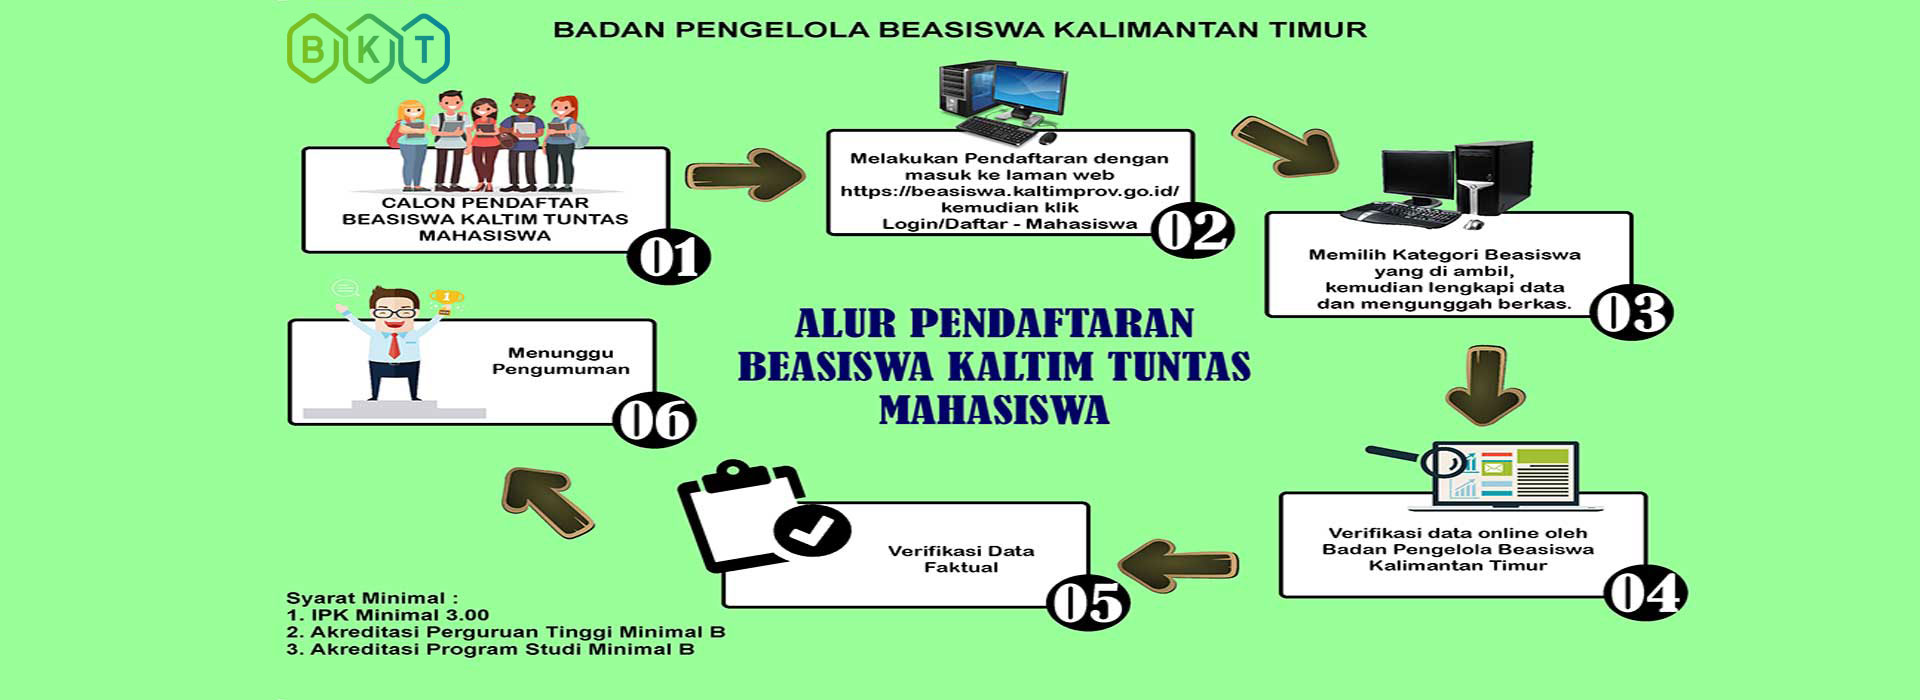 BKT
BADAN PENGELOLA BEASISWA KALIMANTAN TIMUR
CALON PENDAFTAR
BEASISWA KALTIM TUNTAS
MAHASISWA
01
Melakukan Pendaftaran dengan
masuk ke laman web
https://beasiswa.kaltimprov.go.id/
kemudian klik
Login/Daftar - Mahasiswa
02
Memilih Kategori Beasiswa
yang di ambil,
kemudian lengkapi data
dan mengunggah berkas.
03
ALUR PENDAFTARAN
BEASISWA KALTIM TUNTAS
MAHASISWA
Verifikasi data online oleh
Badan Pengelola Beasiswa
Kalimantan Timur
04
Verifikasi Data
Faktual
05
1
Menunggu
Pengumuman
06
Syarat Minimal :
1. IPK Minimal 3.00
2. Akreditasi Perguruan Tinggi Minimal B
3. Akreditasi Program Studi Minimal B